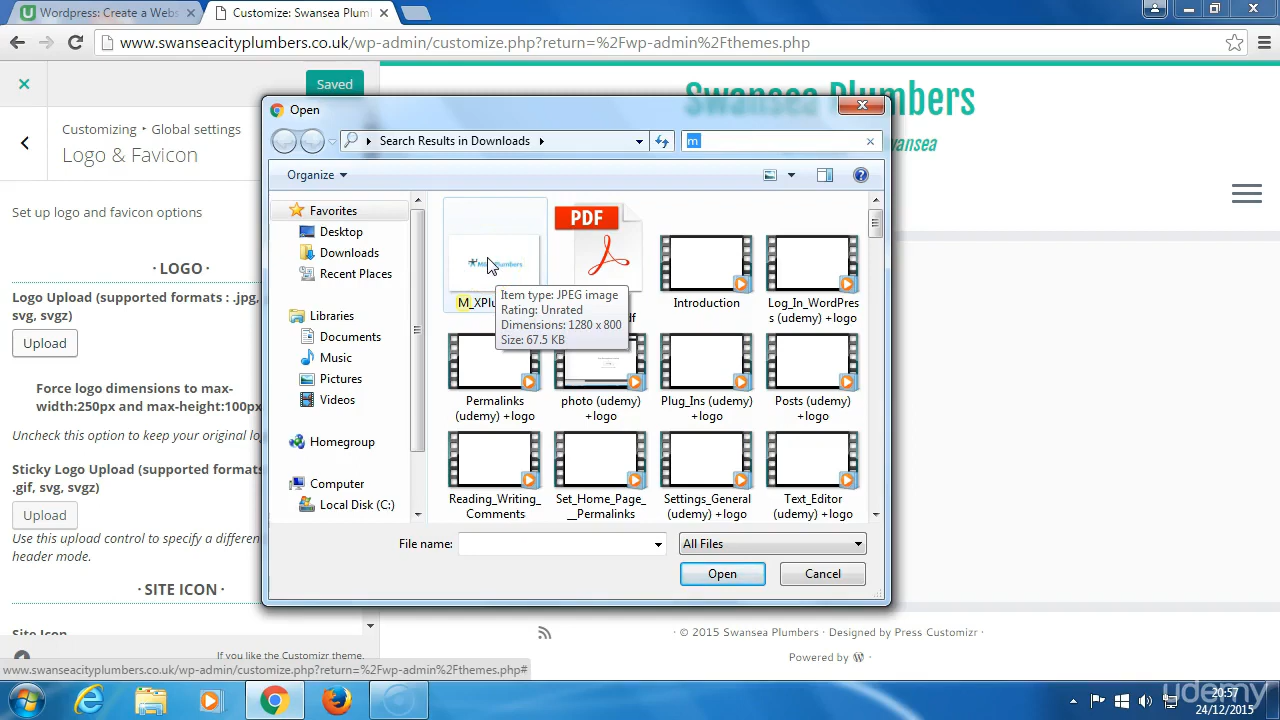 Wordpress: Create a Webs
Customize: Swansea Plum
www.swanseacityplumbers.co.uk/wp-admin/customize.php?return=%2Fwp-admin%2Fthemes.php
Saved
Customizing ▸ Global settings
Logo & Favicon
Set up logo and favicon options
· LOGO ·
Logo Upload (supported formats : .jpg,
svg, svgz)
Upload
Force logo dimensions to max-
width:250px and max-height:100px
Uncheck this option to keep your original lo
Sticky Logo Upload (supported formats
.gif, svg, svgz)
Upload
Use this upload control to specify a differen
header mode.
· SITE ICON ·
Site Icon
If you like the Customizr theme,
www.swanseacityplumbers.co.uk/wp-admin/customize.php?return=%2Fwp-admin%2Fthemes.php#
Swansea Plumbers
Swansea
Open
Search Results in Downloads
m
Organize
Favorites
Desktop
Downloads
Recent Places
Libraries
Documents
Music
Pictures
Videos
Homegroup
Computer
Local Disk (C:)
Plumbers
M_XPlu
PDF
df
Introduction
Log_In_WordPres
s (udemy) +logo
Item type: JPEG image
Rating: Unrated
Dimensions: 1280 x 800
Size: 67.5 KB
Permalinks
(udemy) +logo
photo (udemy)
+logo
Plug_Ins (udemy)
+logo
Posts (udemy)
+logo
Reading_Writing_
Comments
Set_Home_Page_
__Permalinks
Settings_General
(udemy) +logo
Text_Editor
(udemy) +logo
File name:
All Files
Open
Cancel
· © 2015 Swansea Plumbers · Designed by Press Customizr ·
Powered by
·
udemy
20:57
24/12/2015